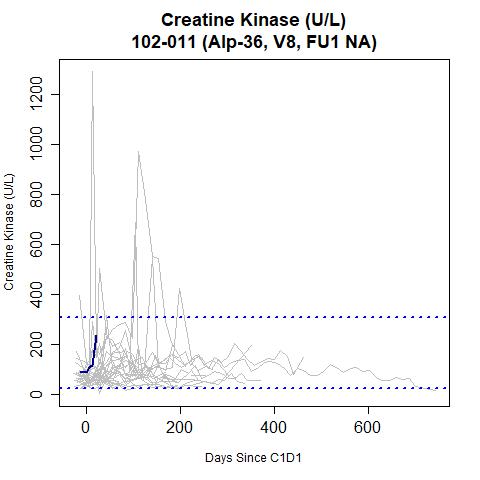 Creatine Kinase (U/L)
102-011 (Alp-36, V8, FU1 NA)
Creatine Kinase (U/L)
1200
1000
800
600
400
200
0
0 200 400 600
Days Since C1D1